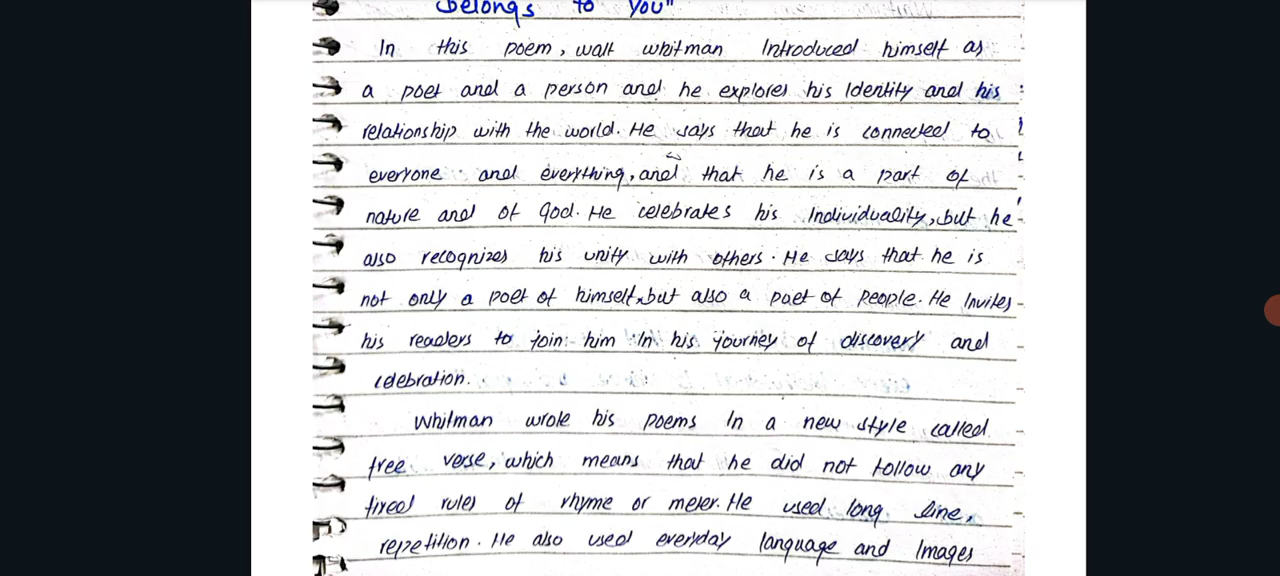 belongs to you"
In this poem, walt whitman Introduced himself as
a poet and a person and he explores his Identity and his
relationship with the world. He says that he is connected to
everyone and everything, and that he is a part of
nature and of god. He celebrates his Individuality, but he
also recognizes his unity with others. He says that he is
not only a poet of himself, but also a poet of people. He Invites
his readers to join him In his journey of discovery and
celebration.
Whitman wrote his poems In a new style called
free verse, which means that he did not follow any
fixed rules of rhyme or meter. He used long line,
repetition. He also used everyday language and Images